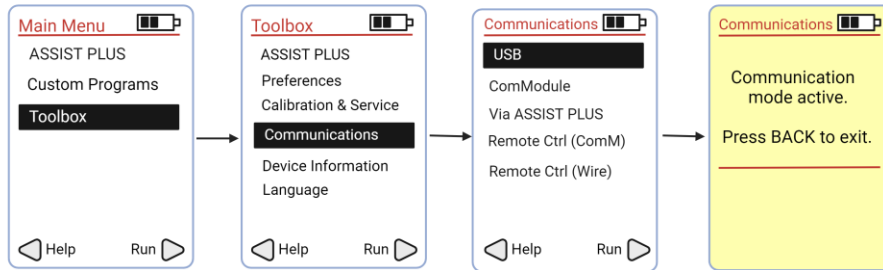 Main Menu
ASSIST PLUS
Custom Programs
Toolbox
Help
Run
Toolbox
ASSIST PLUS
Preferences
Calibration & Service
Communications
Device Information
Language
Help
Run
Communications
USB
ComModule
Via ASSIST PLUS
Remote Ctrl (ComM)
Remote Ctrl (Wire)
Help
Run
Communications
Communication
mode active.
Press BACK to exit.